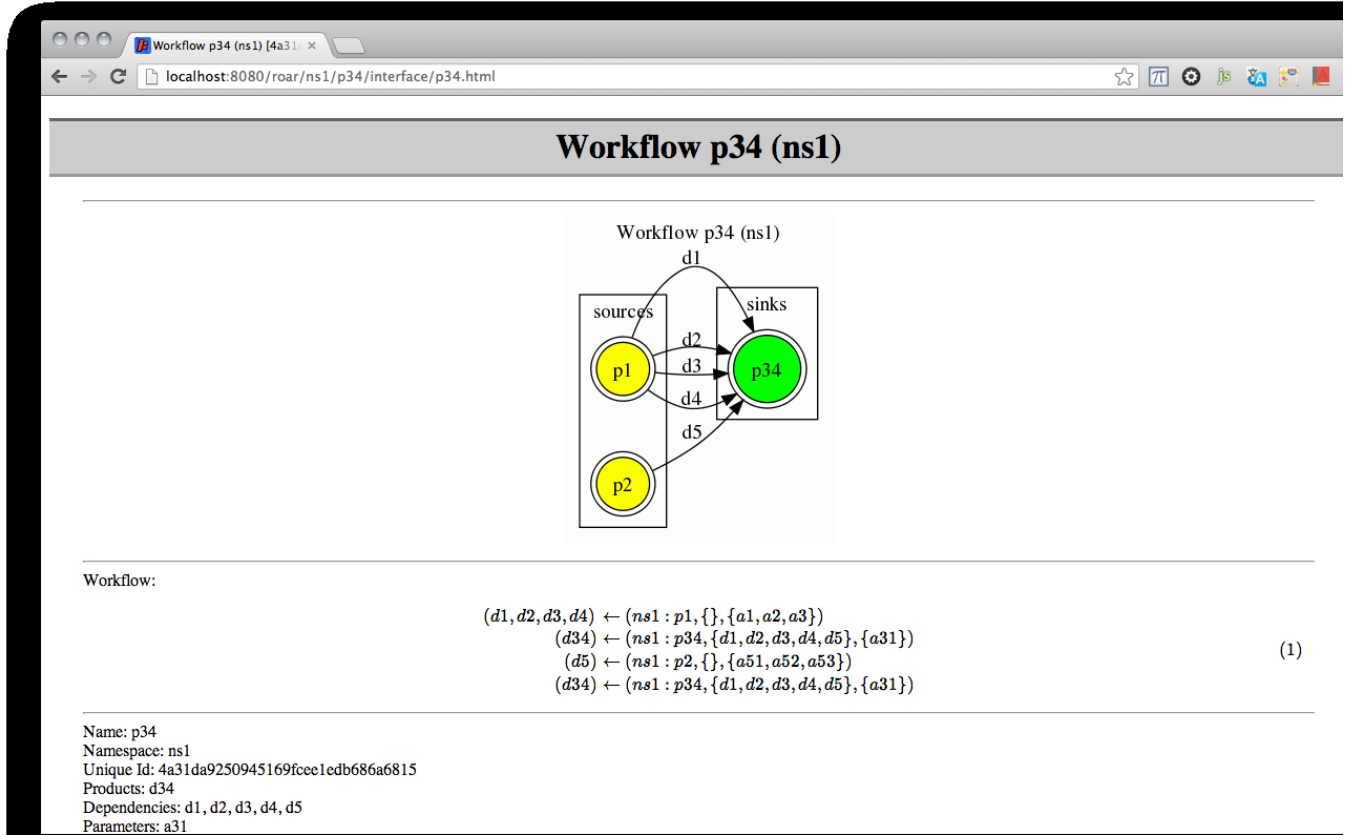 Workflow p34 (ns1) [4a31
localhost:8080/roar/ns1/p34/interface/p34.html
π js
Workflow p34 (ns1)
Workflow p34 (ns1)
d1
sources
sinks
d2
p1
d3
p34
d4
d5
p2
Workflow:
(d1, d2, d3, d4) ← (ns1 : p1, {}, {a1, a2, a3})
(d34) ← (ns1 : p34, {d1, d2, d3, d4, d5}, {a31})
(d5) ← (ns1 : p2, {}, {a51, a52, a53})
(d34) ← (ns1 : p34, {d1, d2, d3, d4, d5}, {a31})
(1)
Name: p34
Namespace: ns1
Unique Id: 4a31da9250945169fcee1edb686a6815
Products: d34
Dependencies: d1, d2, d3, d4, d5
Parameters: a31